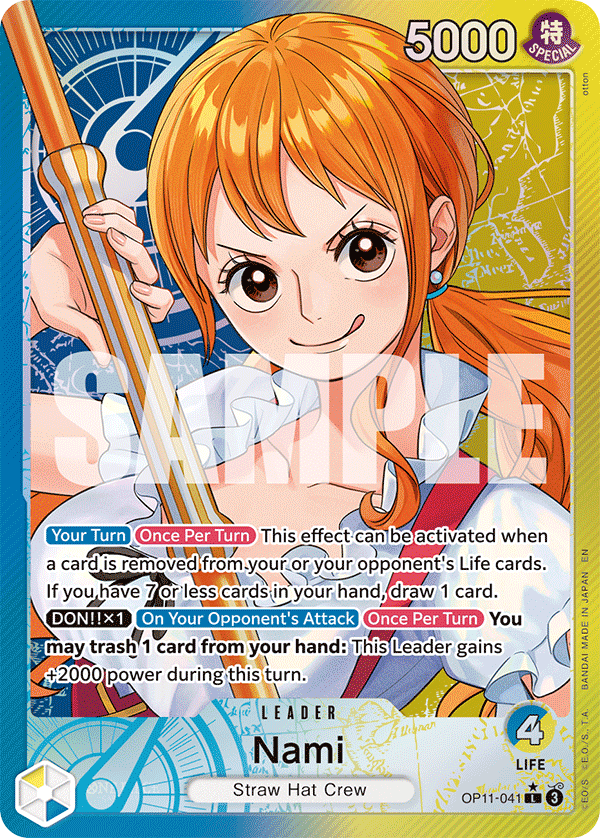 5000
特
SPECIAL
otton
SAMPLE
Your Turn Once Per Turn This effect can be activated when
a card is removed from your or your opponent's Life cards.
If you have 7 or less cards in your hand, draw 1 card.
DON!!×1 On Your Opponent's Attack Once Per Turn You
may trash 1 card from your hand: This Leader gains
+2000 power during this turn.
LEADER
Nami
4
LIFE
Straw Hat Crew
OP11-041 L 3
©E.O./S. ©E.O./S.,T.A. BANDAI MADE IN JAPAN EN